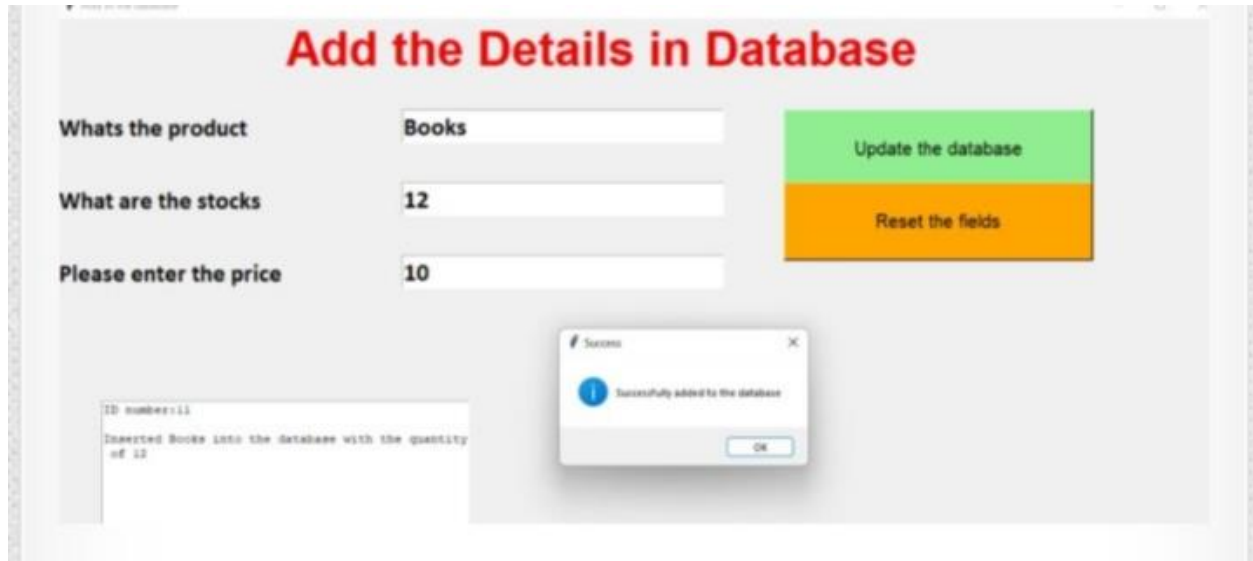 Add the Details in Database
Whats the product
Books
Update the database
What are the stocks
12
Reset the fields
Please enter the price
10
Success
Successfully added to the database
OK
ID number:11
Inserted Books into the database with the quantity
of 12